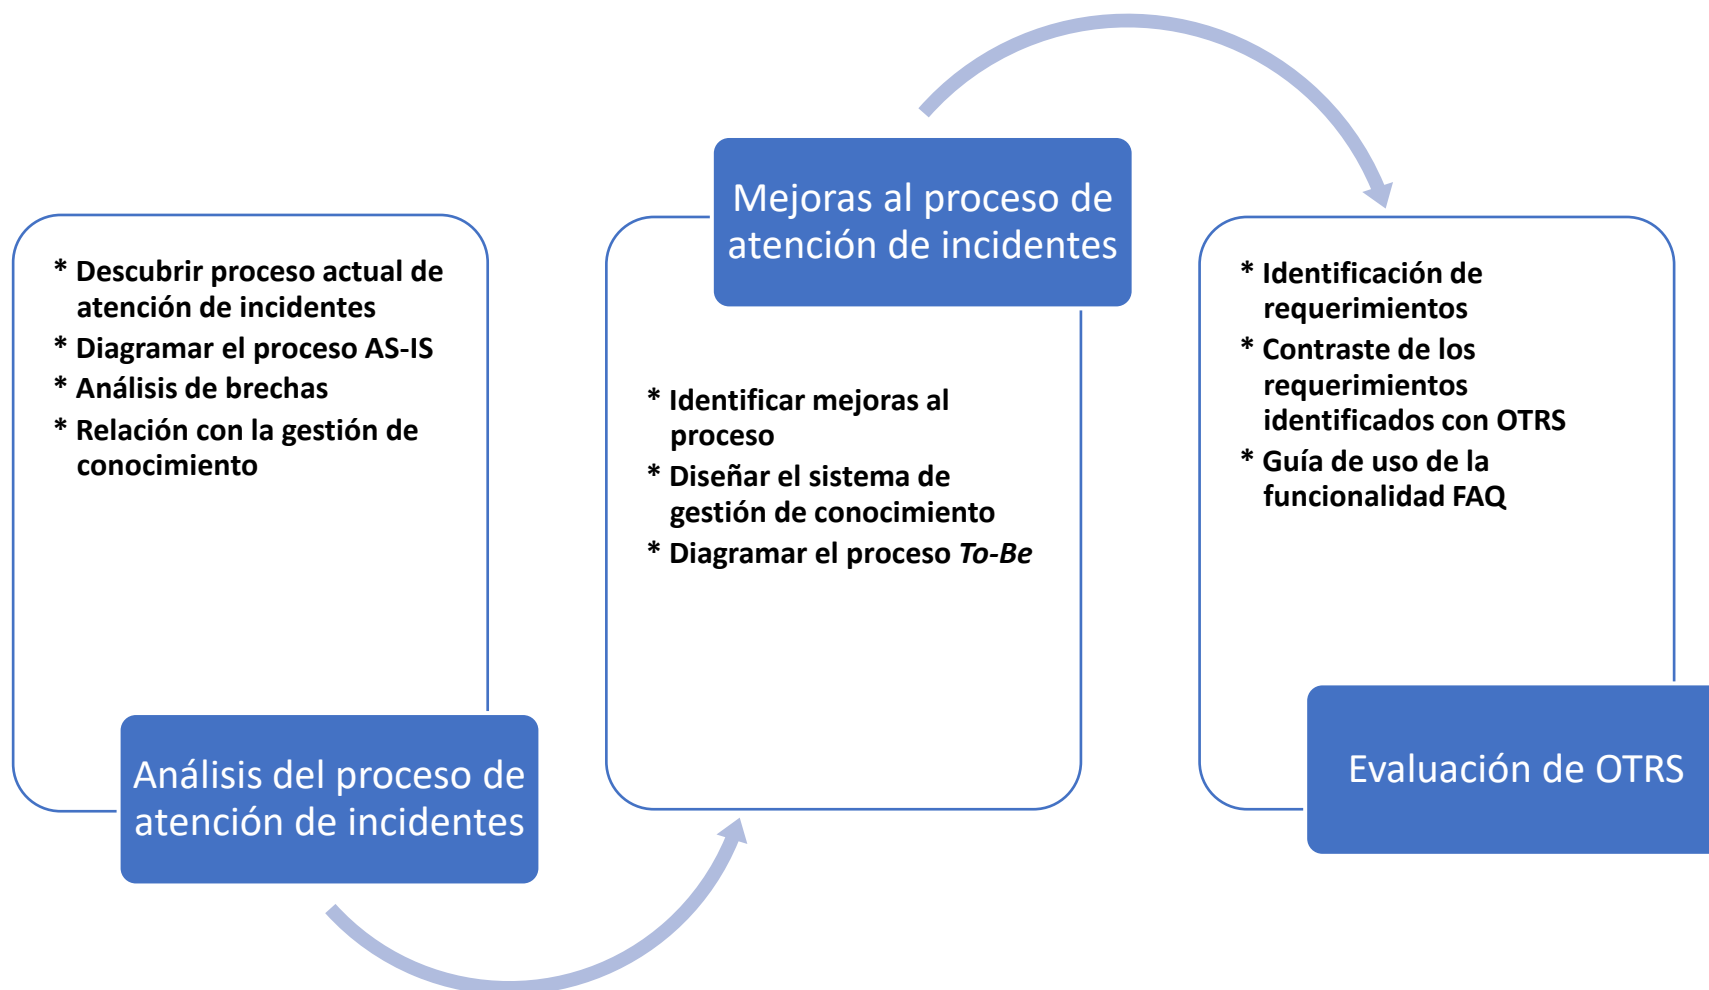 * Descubrir proceso actual de
atención de incidentes
* Diagramar el proceso AS-IS
* Análisis de brechas
* Relación con la gestión de
conocimiento
Análisis del proceso de
atención de incidentes
Mejoras al proceso de
atención de incidentes
* Identificar mejoras al
proceso
* Diseñar el sistema de
gestión de conocimiento
* Diagramar el proceso To-Be
* Identificación de
requerimientos
* Contraste de los
requerimientos
identificados con OTRS
* Guía de uso de la
funcionalidad FAQ
Evaluación de OTRS